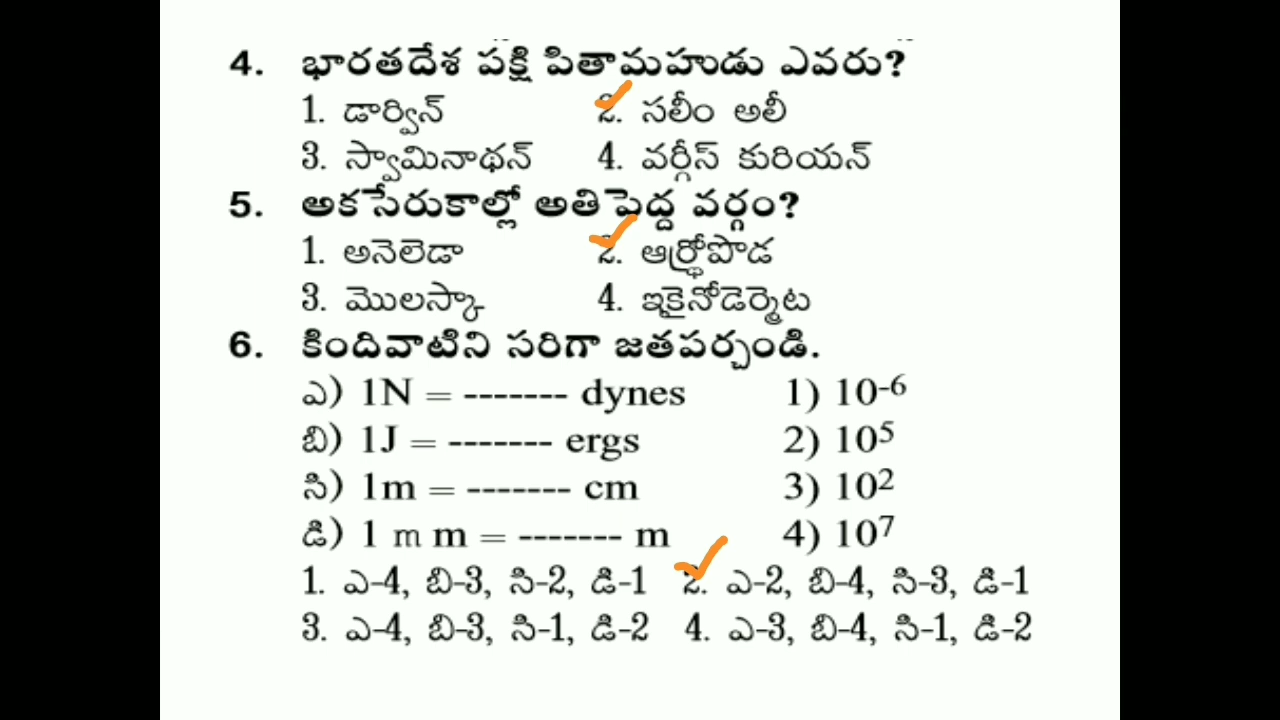 4. భారతదేశ పక్షి పితామహుడు ఎవరు?
1. డార్విన్ 2. సలీం అలీ
3. స్వామినాథన్ 4. వర్గీస్ కురియన్
5. అకసేరుకాల్లో అతి పెద్ద వర్గం?
1. అనెలెడా 2. ఆర్థ్రోపొడ
3. మొలస్కా 4. ఇకైనోడెర్మెట
6. కిందివాటిని సరిగా జతపర్చండి.
ఎ) 1N = ------- dynes 1) 10⁻⁶
బి) 1J = ------- ergs 2) 10⁵
సి) 1m = ------- cm 3) 10²
డి) 1 m m = ------- m 4) 10⁷
1. ఎ-4, బి-3, సి-2, డి-1 2. ఎ-2, బి-4, సి-3, డి-1
3. ఎ-4, బి-3, సి-1, డి-2 4. ఎ-3, బి-4, సి-1, డి-2